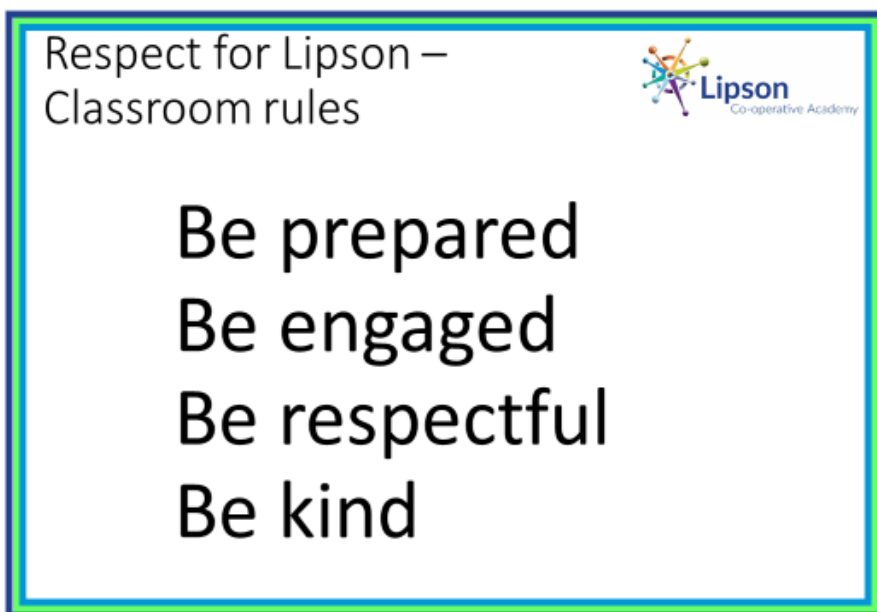 Respect for Lipson –
Classroom rules
Lipson
Co-operative Academy
Be prepared
Be engaged
Be respectful
Be kind